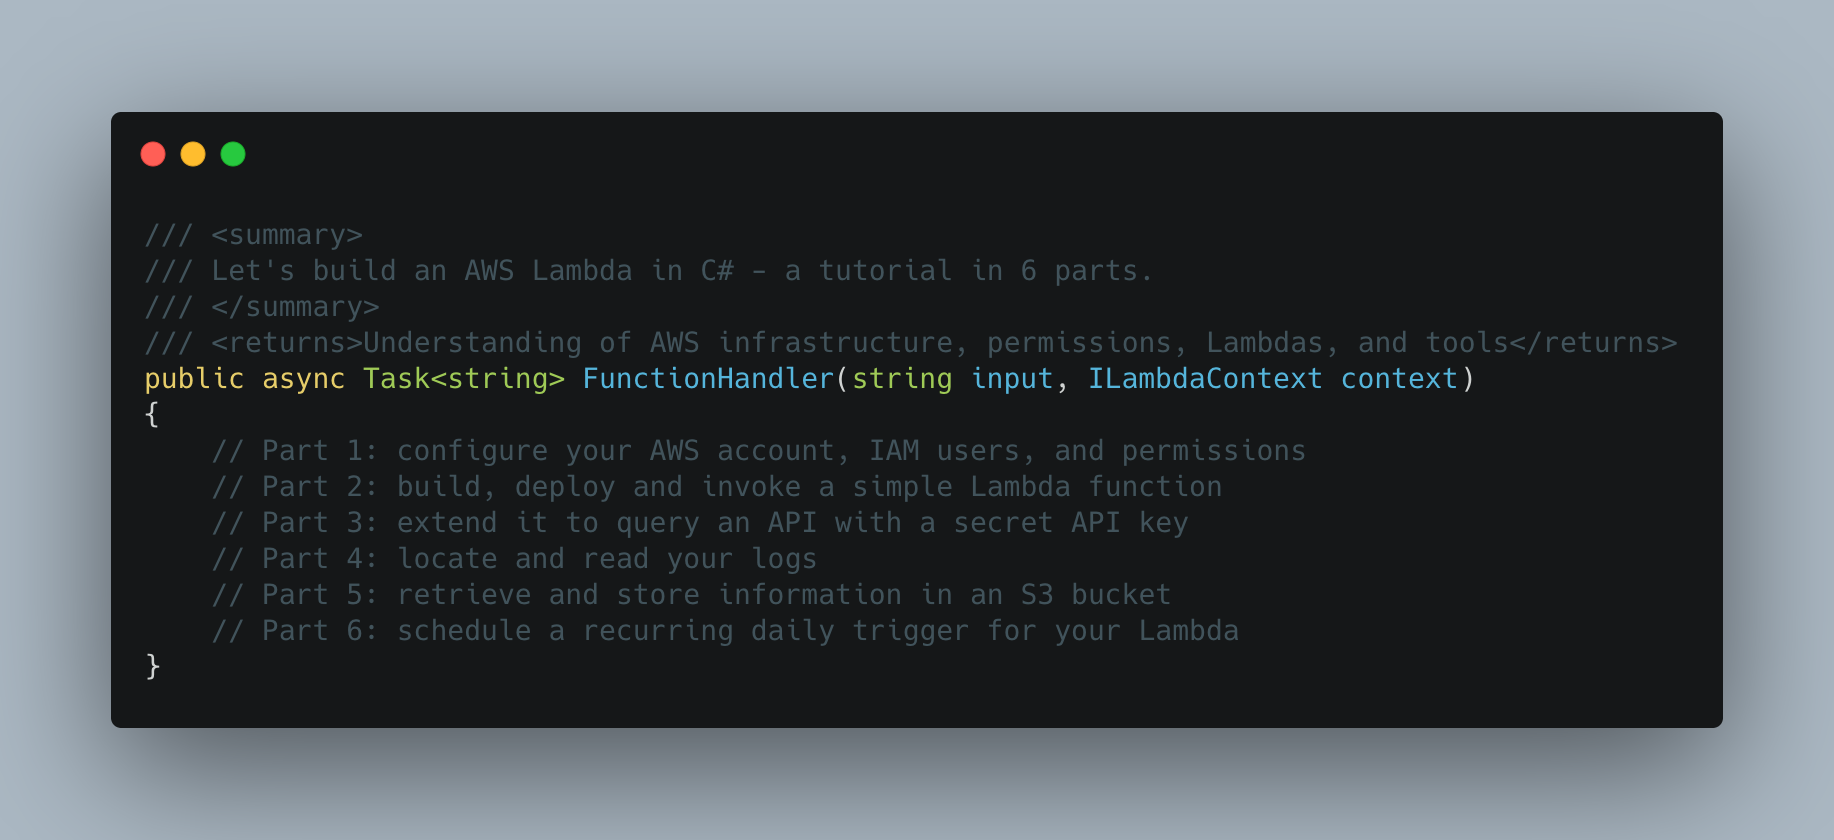 /// <summary>
/// Let's build an AWS Lambda in C# - a tutorial in 6 parts.
/// </summary>
/// <returns>Understanding of AWS infrastructure, permissions, Lambdas, and tools</returns>
public async Task<string> FunctionHandler(string input, ILambdaContext context)
{
    // Part 1: configure your AWS account, IAM users, and permissions
    // Part 2: build, deploy and invoke a simple Lambda function
    // Part 3: extend it to query an API with a secret API key
    // Part 4: locate and read your logs
    // Part 5: retrieve and store information in an S3 bucket
    // Part 6: schedule a recurring daily trigger for your Lambda
}